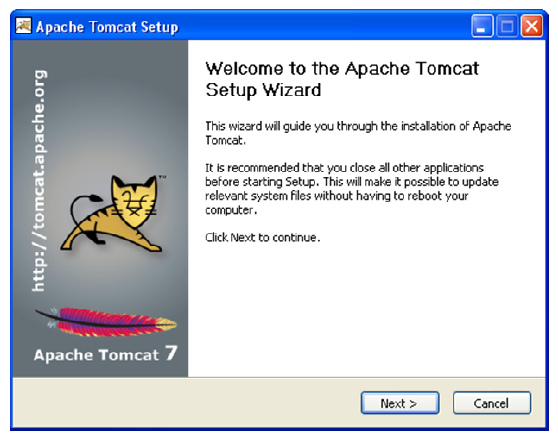 Apache Tomcat Setup
http://tomcat.apache.org
TM
Apache Tomcat 7
Welcome to the Apache Tomcat
Setup Wizard
This wizard will guide you through the installation of Apache
Tomcat.
It is recommended that you close all other applications
before starting Setup. This will make it possible to update
relevant system files without having to reboot your
computer.
Click Next to continue.
Next >
Cancel